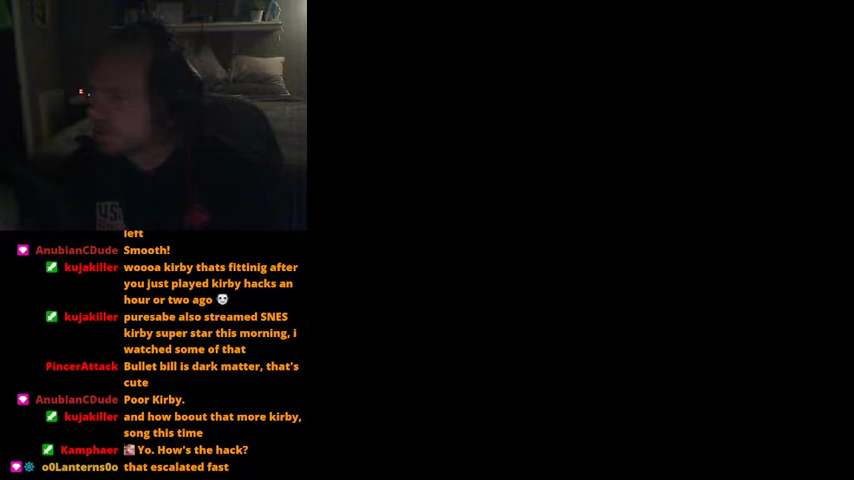 left
AnubianCDude Smooth!
kujakiller woooa kirby thats fittinig after
you just played kirby hacks an
hour or two ago
kujakiller puresabe also streamed SNES
kirby super star this morning, i
watched some of that
PincerAttack Bullet bill is dark matter, that's
cute
AnubianCDude Poor Kirby.
kujakiller and how boout that more kirby,
song this time
Kamphaer Yo. How's the hack?
o0Lanterns0o that escalated fast